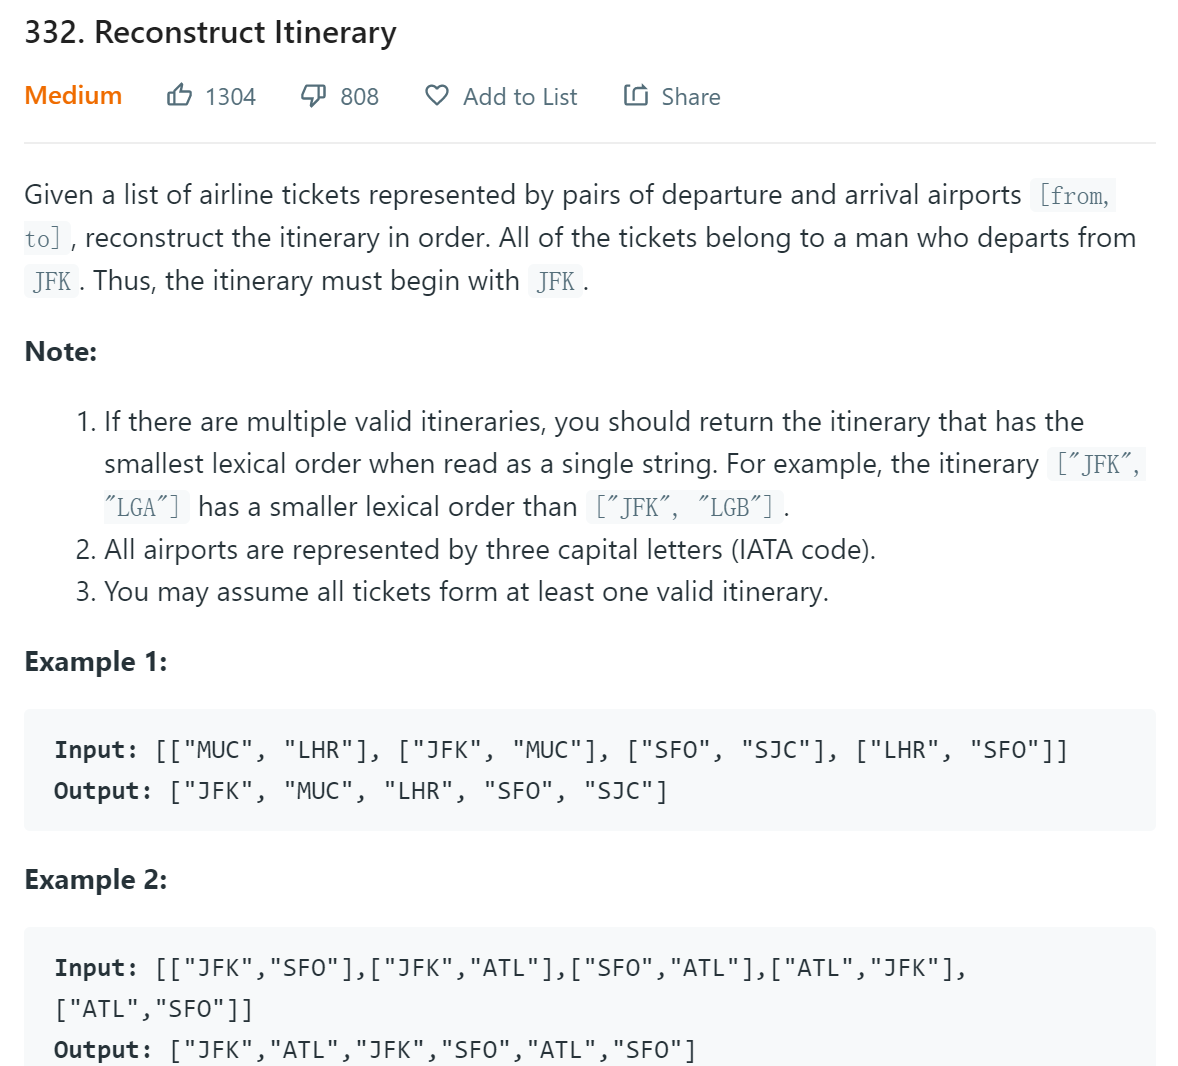 332. Reconstruct Itinerary
Medium 1304 808 Add to List Share
Given a list of airline tickets represented by pairs of departure and arrival airports [from,
to] , reconstruct the itinerary in order. All of the tickets belong to a man who departs from
JFK . Thus, the itinerary must begin with JFK .
Note:
1. If there are multiple valid itineraries, you should return the itinerary that has the
smallest lexical order when read as a single string. For example, the itinerary ["JFK",
"LGA"] has a smaller lexical order than ["JFK", "LGB"] .
2. All airports are represented by three capital letters (IATA code).
3. You may assume all tickets form at least one valid itinerary.
Example 1:
Input: [["MUC", "LHR"], ["JFK", "MUC"], ["SFO", "SJC"], ["LHR", "SFO"]]
Output: ["JFK", "MUC", "LHR", "SFO", "SJC"]
Example 2:
Input: [["JFK","SFO"],["JFK","ATL"],["SFO","ATL"],["ATL","JFK"],
["ATL","SFO"]]
Output: ["JFK","ATL","JFK","SFO","ATL","SFO"]